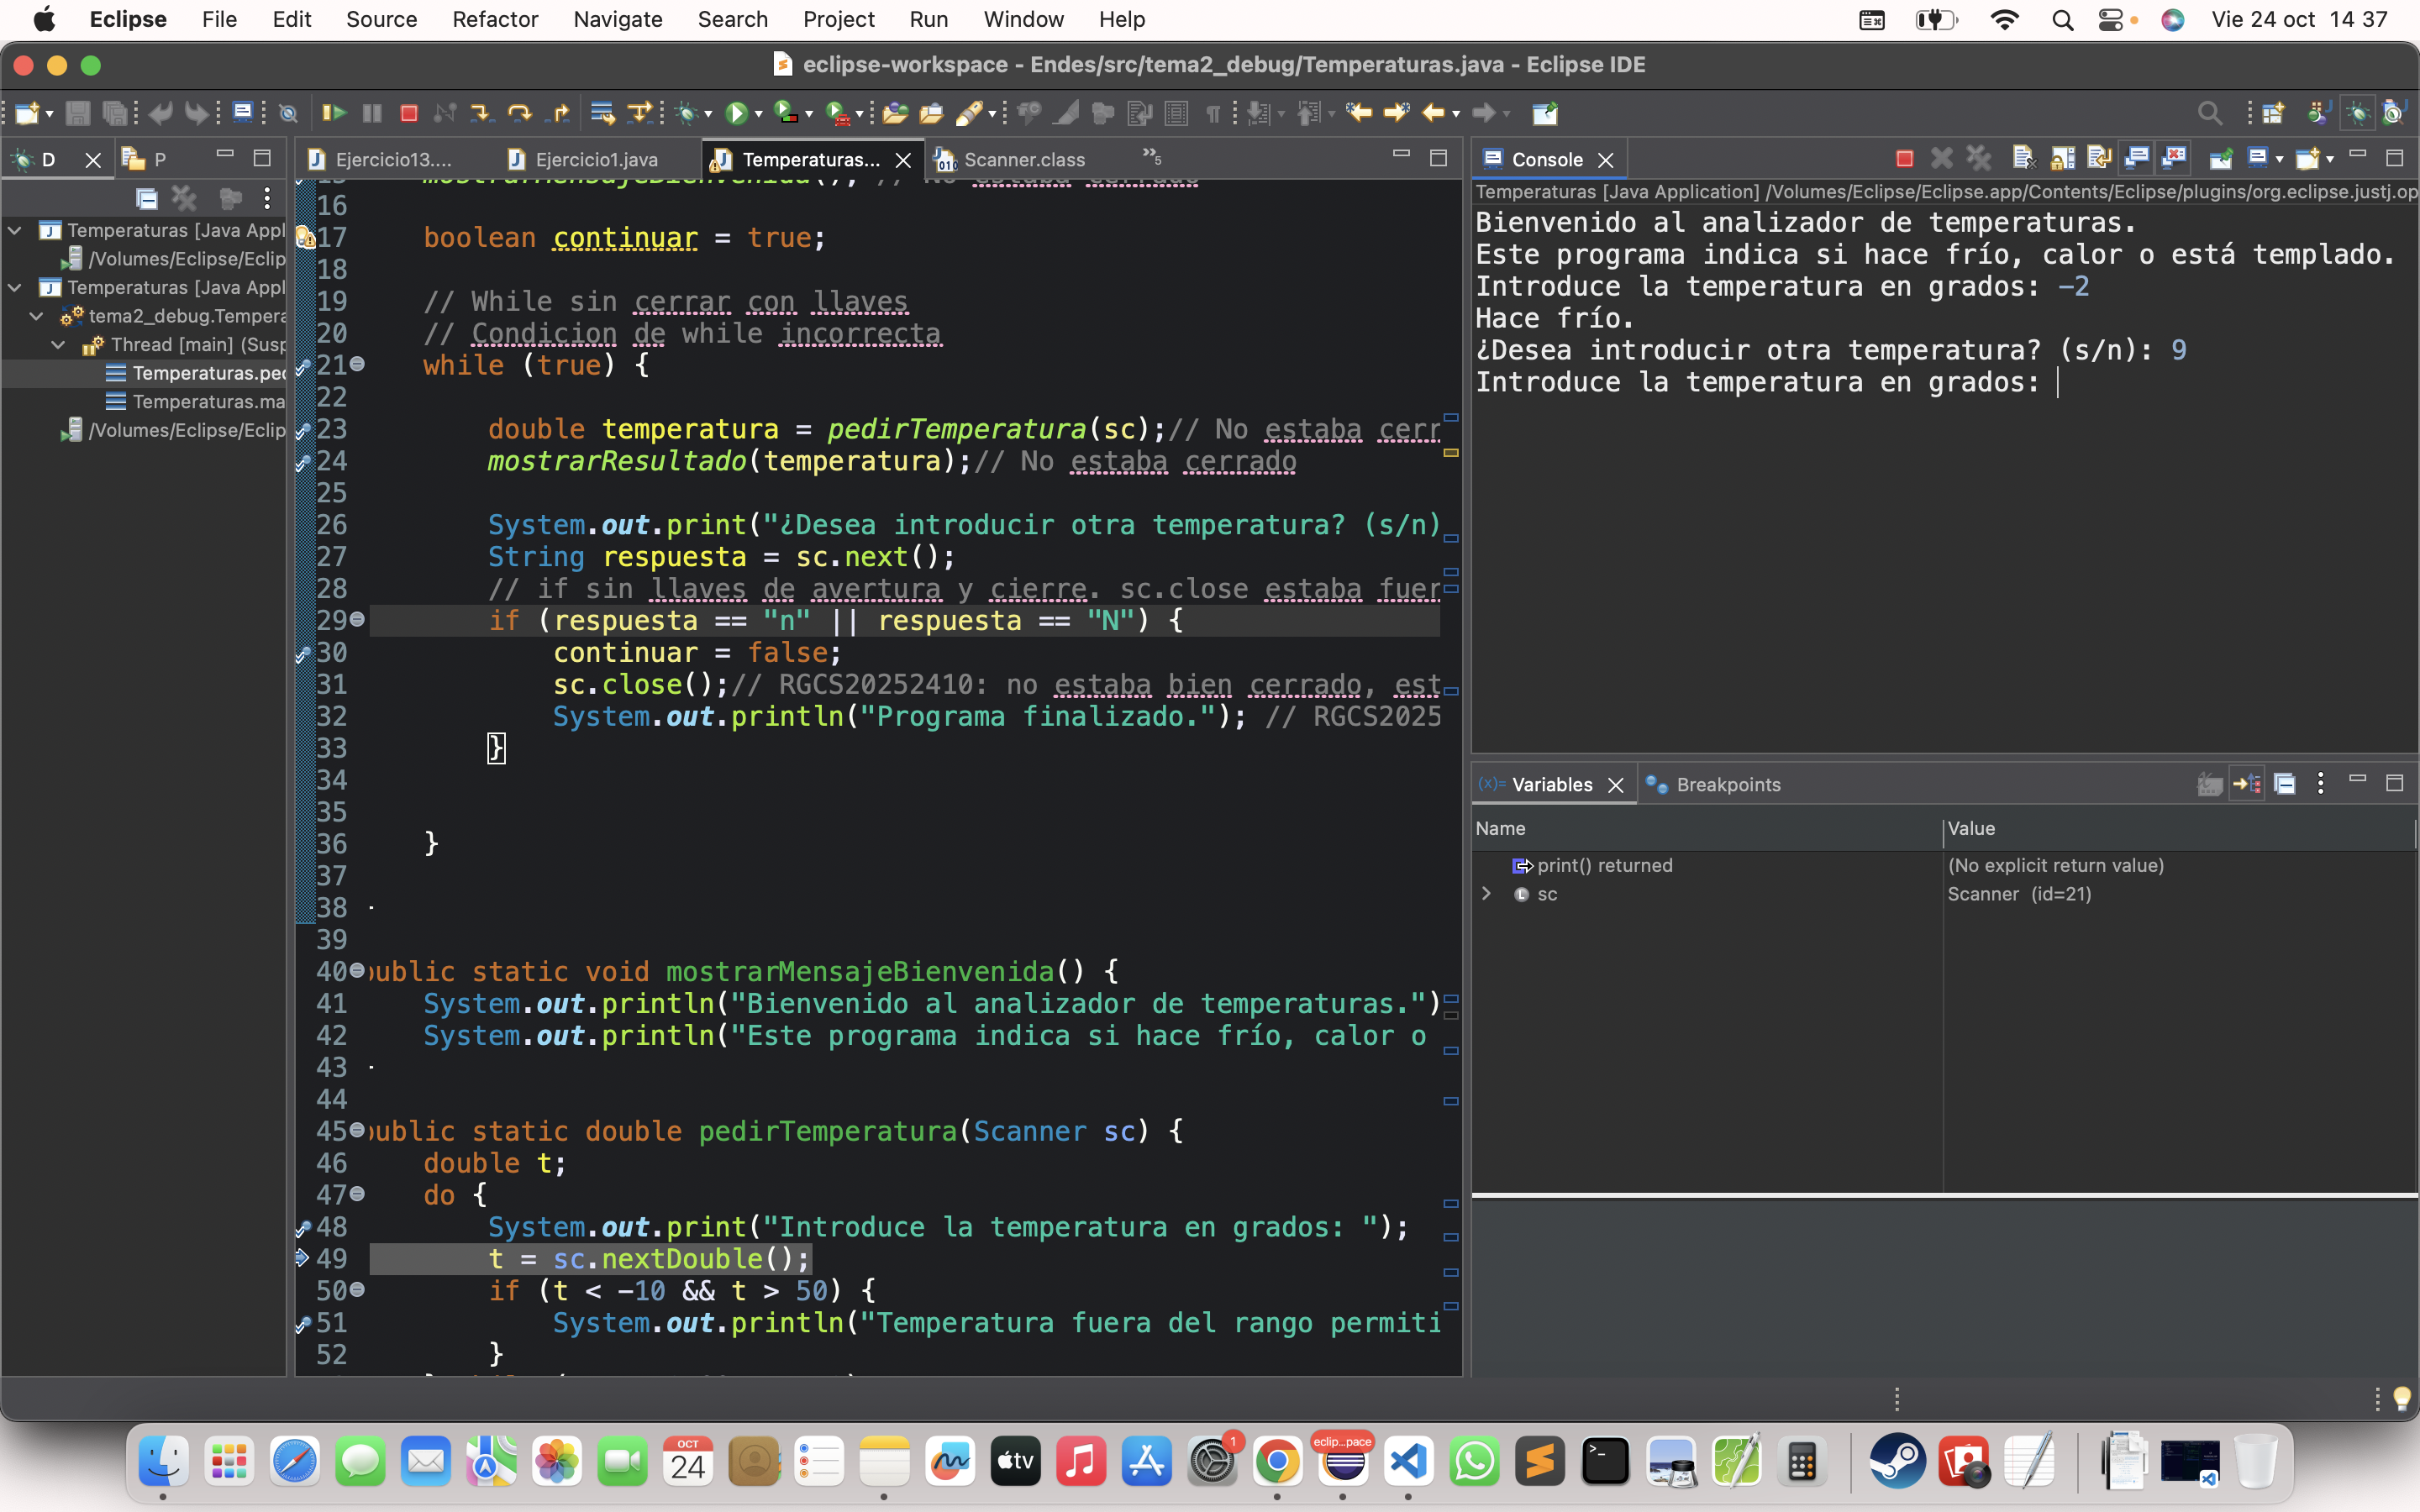 Eclipse File Edit Source Refactor Navigate Search Project Run Window Help Vie 24 oct 14 37
eclipse-workspace - Endes/src/tema2_debug/Temperaturas.java - Eclipse IDE
D P
Temperaturas [Java Appl
/Volumes/Eclipse/Eclip
Temperaturas [Java Appl
tema2_debug.Tempera
Thread [main] (Susp
Temperaturas.ped
Temperaturas.ma
/Volumes/Eclipse/Eclip
Ejercicio13.... Ejercicio1.java Temperaturas... Scanner.class »5
mostrarMensajeBienvenida(); // No estaba cerrado
16
17 boolean continuar = true;
18
19 // While sin cerrar con llaves
20 // Condicion de while incorrecta
21 while (true) {
22
23 double temperatura = pedirTemperatura(sc);// No estaba cerr
24 mostrarResultado(temperatura);// No estaba cerrado
25
26 System.out.print("¿Desea introducir otra temperatura? (s/n)
27 String respuesta = sc.next();
28 // if sin llaves de avertura y cierre. sc.close estaba fuer
29 if (respuesta == "n" || respuesta == "N") {
30 continuar = false;
31 sc.close();// RGCS20252410: no estaba bien cerrado, est
32 System.out.println("Programa finalizado."); // RGCS2025
33 }
34
35
36 }
37
38
39
40 public static void mostrarMensajeBienvenida() {
41 System.out.println("Bienvenido al analizador de temperaturas.")
42 System.out.println("Este programa indica si hace frío, calor o
43
44
45 public static double pedirTemperatura(Scanner sc) {
46 double t;
47 do {
48 System.out.print("Introduce la temperatura en grados: ");
49 t = sc.nextDouble();
50 if (t < -10 && t > 50) {
51 System.out.println("Temperatura fuera del rango permiti
52 }
Console
Temperaturas [Java Application] /Volumes/Eclipse/Eclipse.app/Contents/Eclipse/plugins/org.eclipse.justj.op
Bienvenido al analizador de temperaturas.
Este programa indica si hace frío, calor o está templado.
Introduce la temperatura en grados: -2
Hace frío.
¿Desea introducir otra temperatura? (s/n): 9
Introduce la temperatura en grados:
(x)= Variables Breakpoints
Name Value
print() returned (No explicit return value)
sc Scanner (id=21)
OCT
24
tv
1
eclip...pace